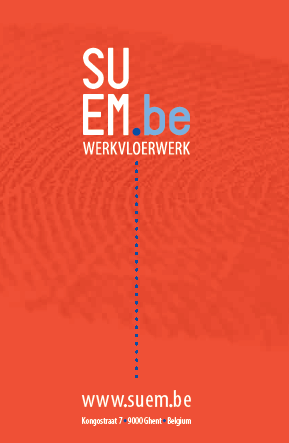 SU
EM.be
WERKVLOERWERK
www.suem.be
Kongostraat 7 • 9000 Ghent • Belgium